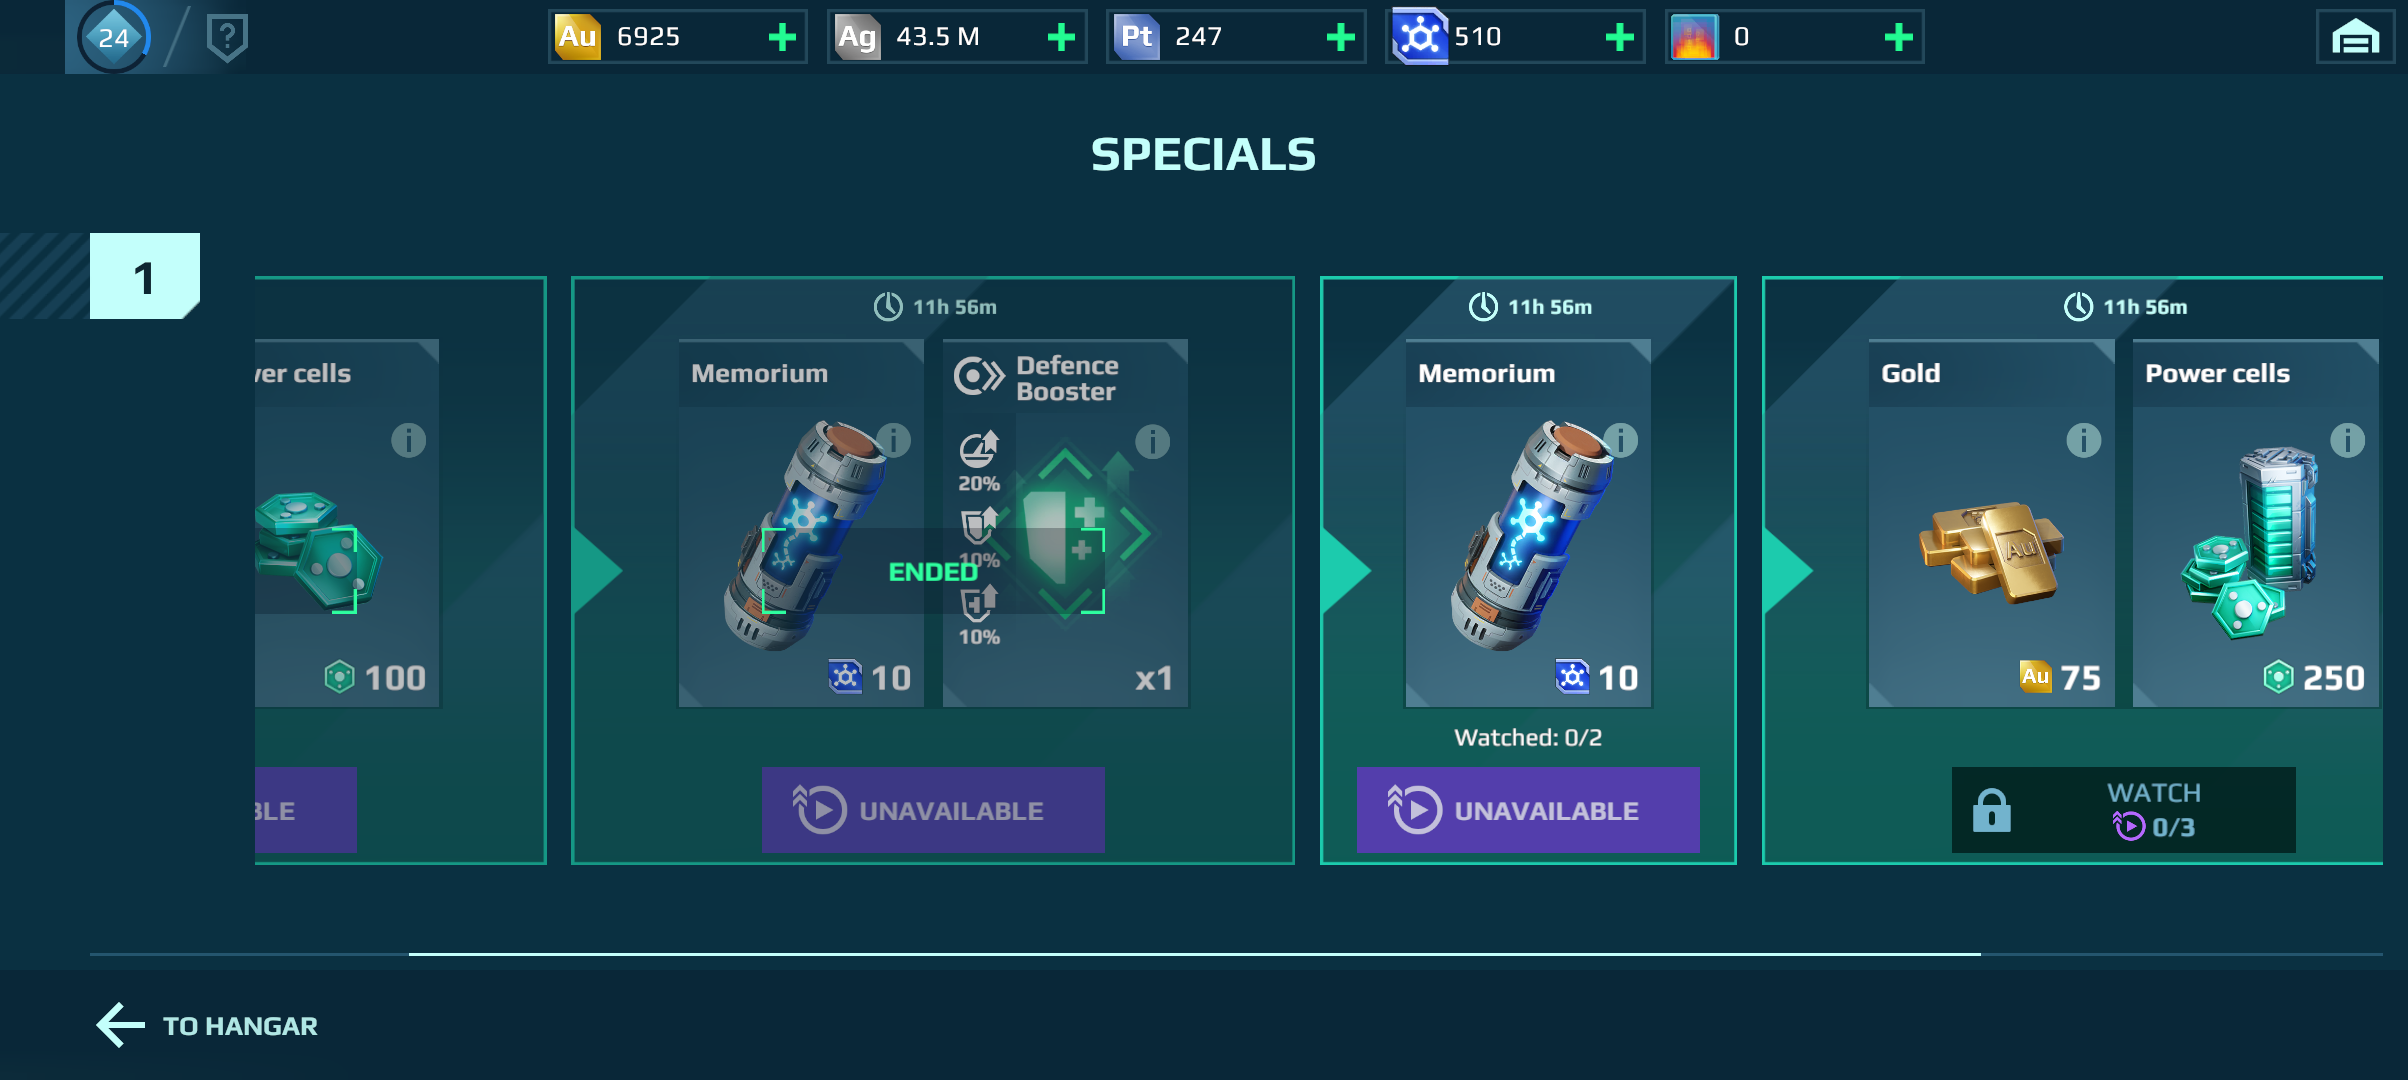 24
?
Au 6925
Ag 43.5 M
Pt 247
510
0
SPECIALS
1
ver cells
100
BLE
11h 56m
Memorium
10
Defence
Booster
20%
10%
10%
x1
ENDED
UNAVAILABLE
11h 56m
Memorium
10
Watched: 0/2
UNAVAILABLE
11h 56m
Gold
Au
Au 75
Power cells
250
WATCH
0/3
TO HANGAR